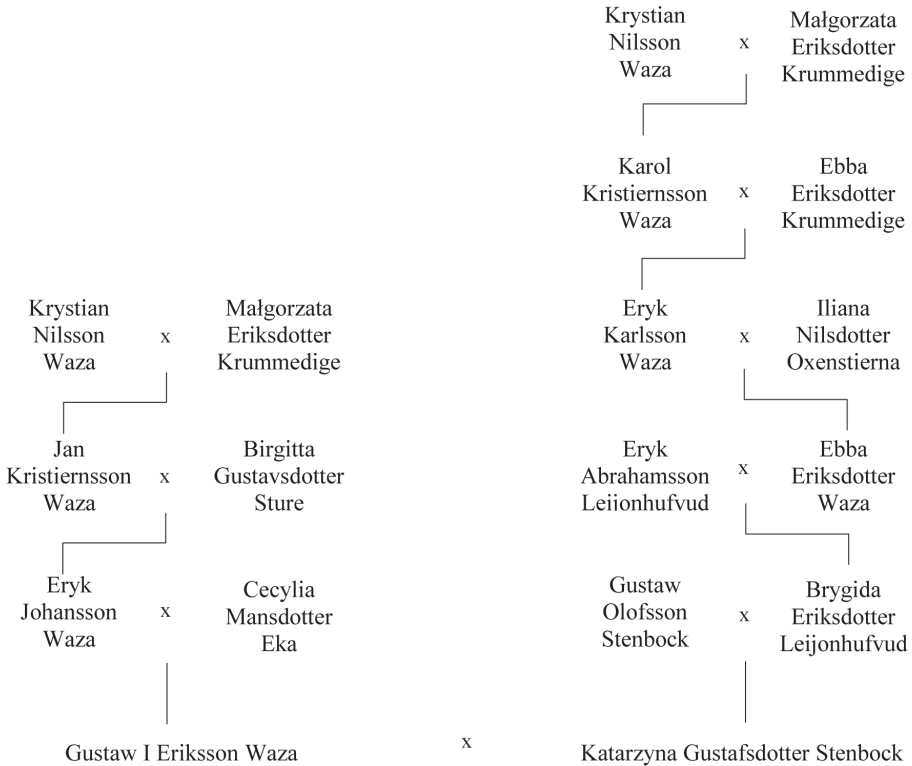 Krystian
Nilsson
Waza
x
Małgorzata
Eriksdotter
Krummedige
Karol
Kristiernsson
Waza
x
Ebba
Eriksdotter
Krummedige
Krystian
Nilsson
Waza
x
Małgorzata
Eriksdotter
Krummedige
Eryk
Karlsson
Waza
x
Iliana
Nilsdotter
Oxenstierna
Jan
Kristiernsson
Waza
x
Birgitta
Gustavsdotter
Sture
Eryk
Abrahamsson
Leiionhufvud
x
Ebba
Eriksdotter
Waza
Eryk
Johansson
Waza
x
Cecylia
Mansdotter
Eka
Gustaw
Olofsson
Stenbock
x
Brygida
Eriksdotter
Leijonhufvud
Gustaw I Eriksson Waza
x
Katarzyna Gustafsdotter Stenbock